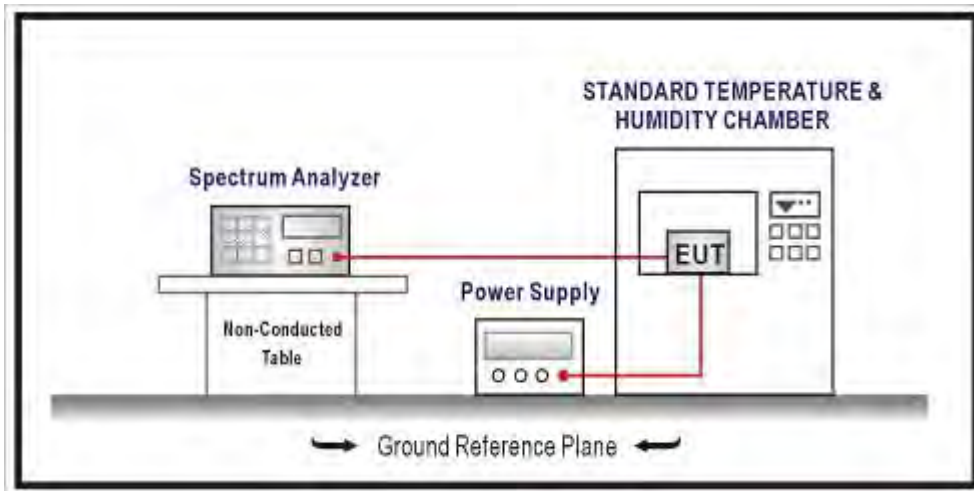 STANDARD TEMPERATURE &
HUMIDITY CHAMBER
Spectrum Analyzer
EUT
Power Supply
Non-Conducted
Table
Ground Reference Plane